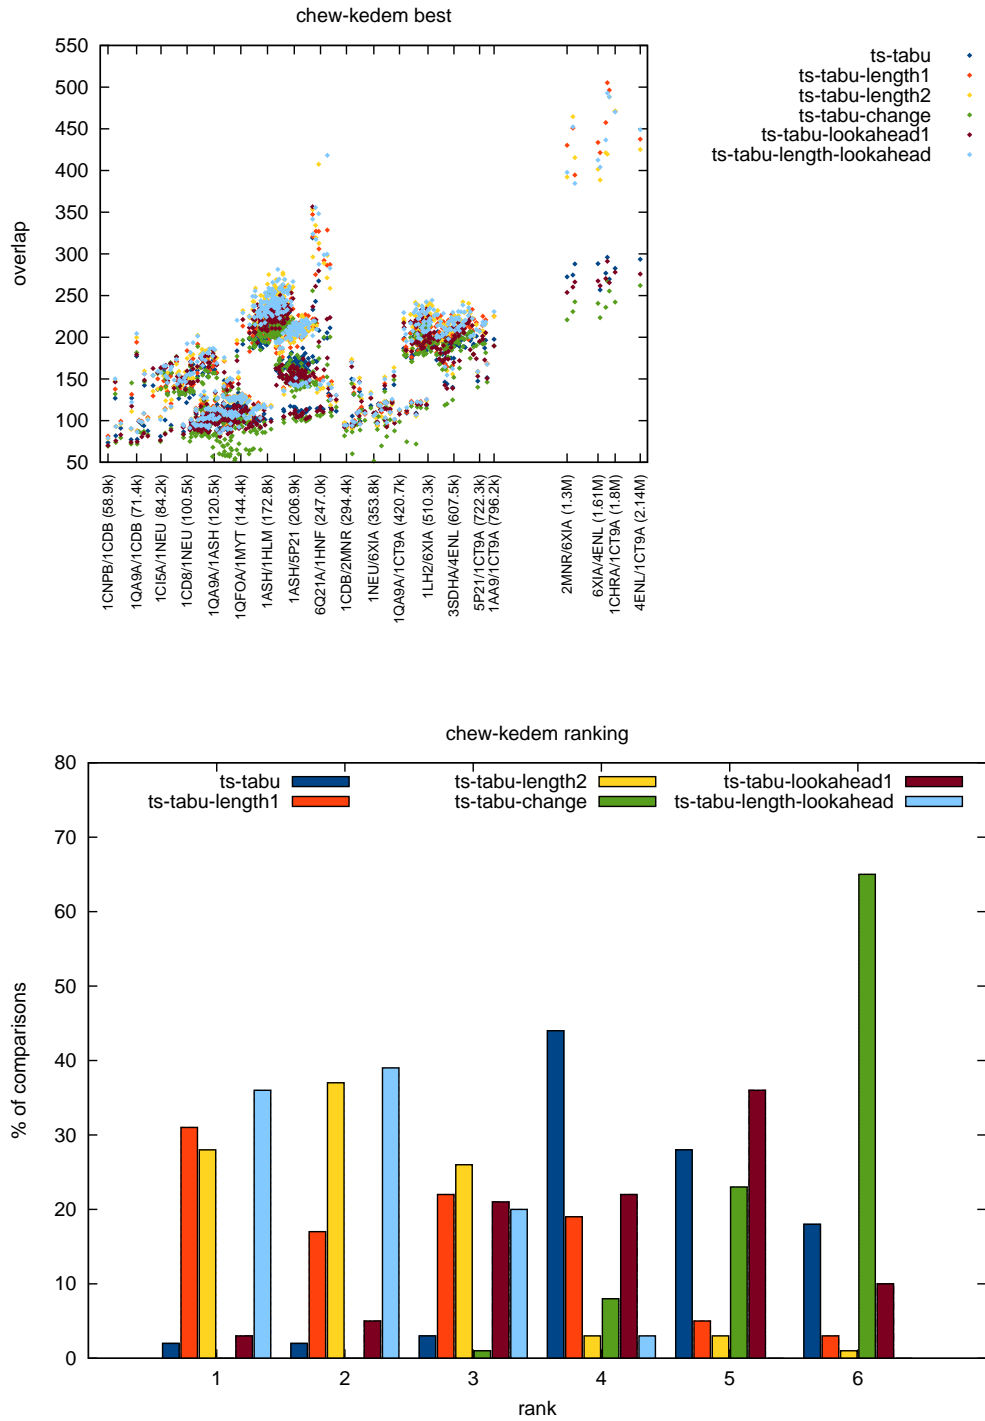 chew-kedem best
550
500
450
400
350
300
250
200
150
100
50
overlap
ts-tabu
ts-tabu-length1
ts-tabu-length2
ts-tabu-change
ts-tabu-lookahead1
ts-tabu-length-lookahead
1CNPB/1CDB (58.9k)
1QA9A/1CDB (71.4k)
1CI5A/1NEU (84.2k)
1CD8/1NEU (100.5k)
1QA9A/1ASH (120.5k)
1QFOA/1MYT (144.4k)
1ASH/1HLM (172.8k)
1ASH/5P21 (206.9k)
6Q21A/1HNF (247.0k)
1CDB/2MNR (294.4k)
1NEU/6XIA (353.8k)
1QA9A/1CT9A (420.7k)
1LH2/6XIA (510.3k)
3SDHA/4ENL (607.5k)
5P21/1CT9A (722.3k)
1AA9/1CT9A (796.2k)
2MNR/6XIA (1.3M)
6XIA/4ENL (1.61M)
1CHRA/1CT9A (1.8M)
4ENL/1CT9A (2.14M)
chew-kedem ranking
80
70
60
50
40
30
20
10
0
% of comparisons
ts-tabu
ts-tabu-length1
ts-tabu-length2
ts-tabu-change
ts-tabu-lookahead1
ts-tabu-length-lookahead
1 2 3 4 5 6
rank